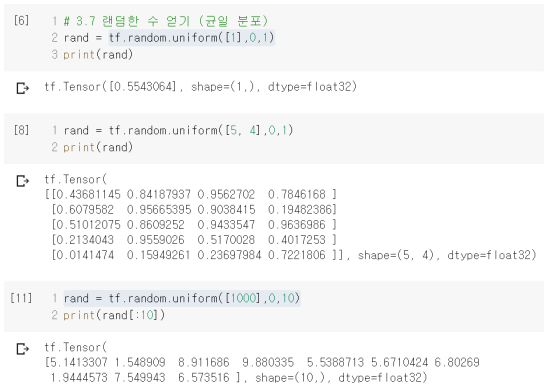 [6] 1 # 3.7 랜덤한 수 얻기 (균일 분포)
2 rand = tf.random.uniform([1],0,1)
3 print(rand)
tf.Tensor([0.5543064], shape=(1,), dtype=float32)
[8] 1 rand = tf.random.uniform([5, 4],0,1)
2 print(rand)
tf.Tensor(
[[0.43681145 0.84187937 0.9562702  0.7846168 ]
 [0.6079582  0.95665395 0.9038415  0.19482386]
 [0.51012075 0.8609252  0.9433547  0.9636986 ]
 [0.2134043  0.9559026  0.5170028  0.4017253 ]
 [0.0141474  0.15949261 0.23697984 0.7221806 ]], shape=(5, 4), dtype=float32)
[11] 1 rand = tf.random.uniform([1000],0,10)
2 print(rand[:10])
tf.Tensor(
[5.1413307 1.548909  8.911686  9.880335  5.5388713 5.6710424 6.80269
 1.9444573 7.549943  6.573516 ], shape=(10,), dtype=float32)